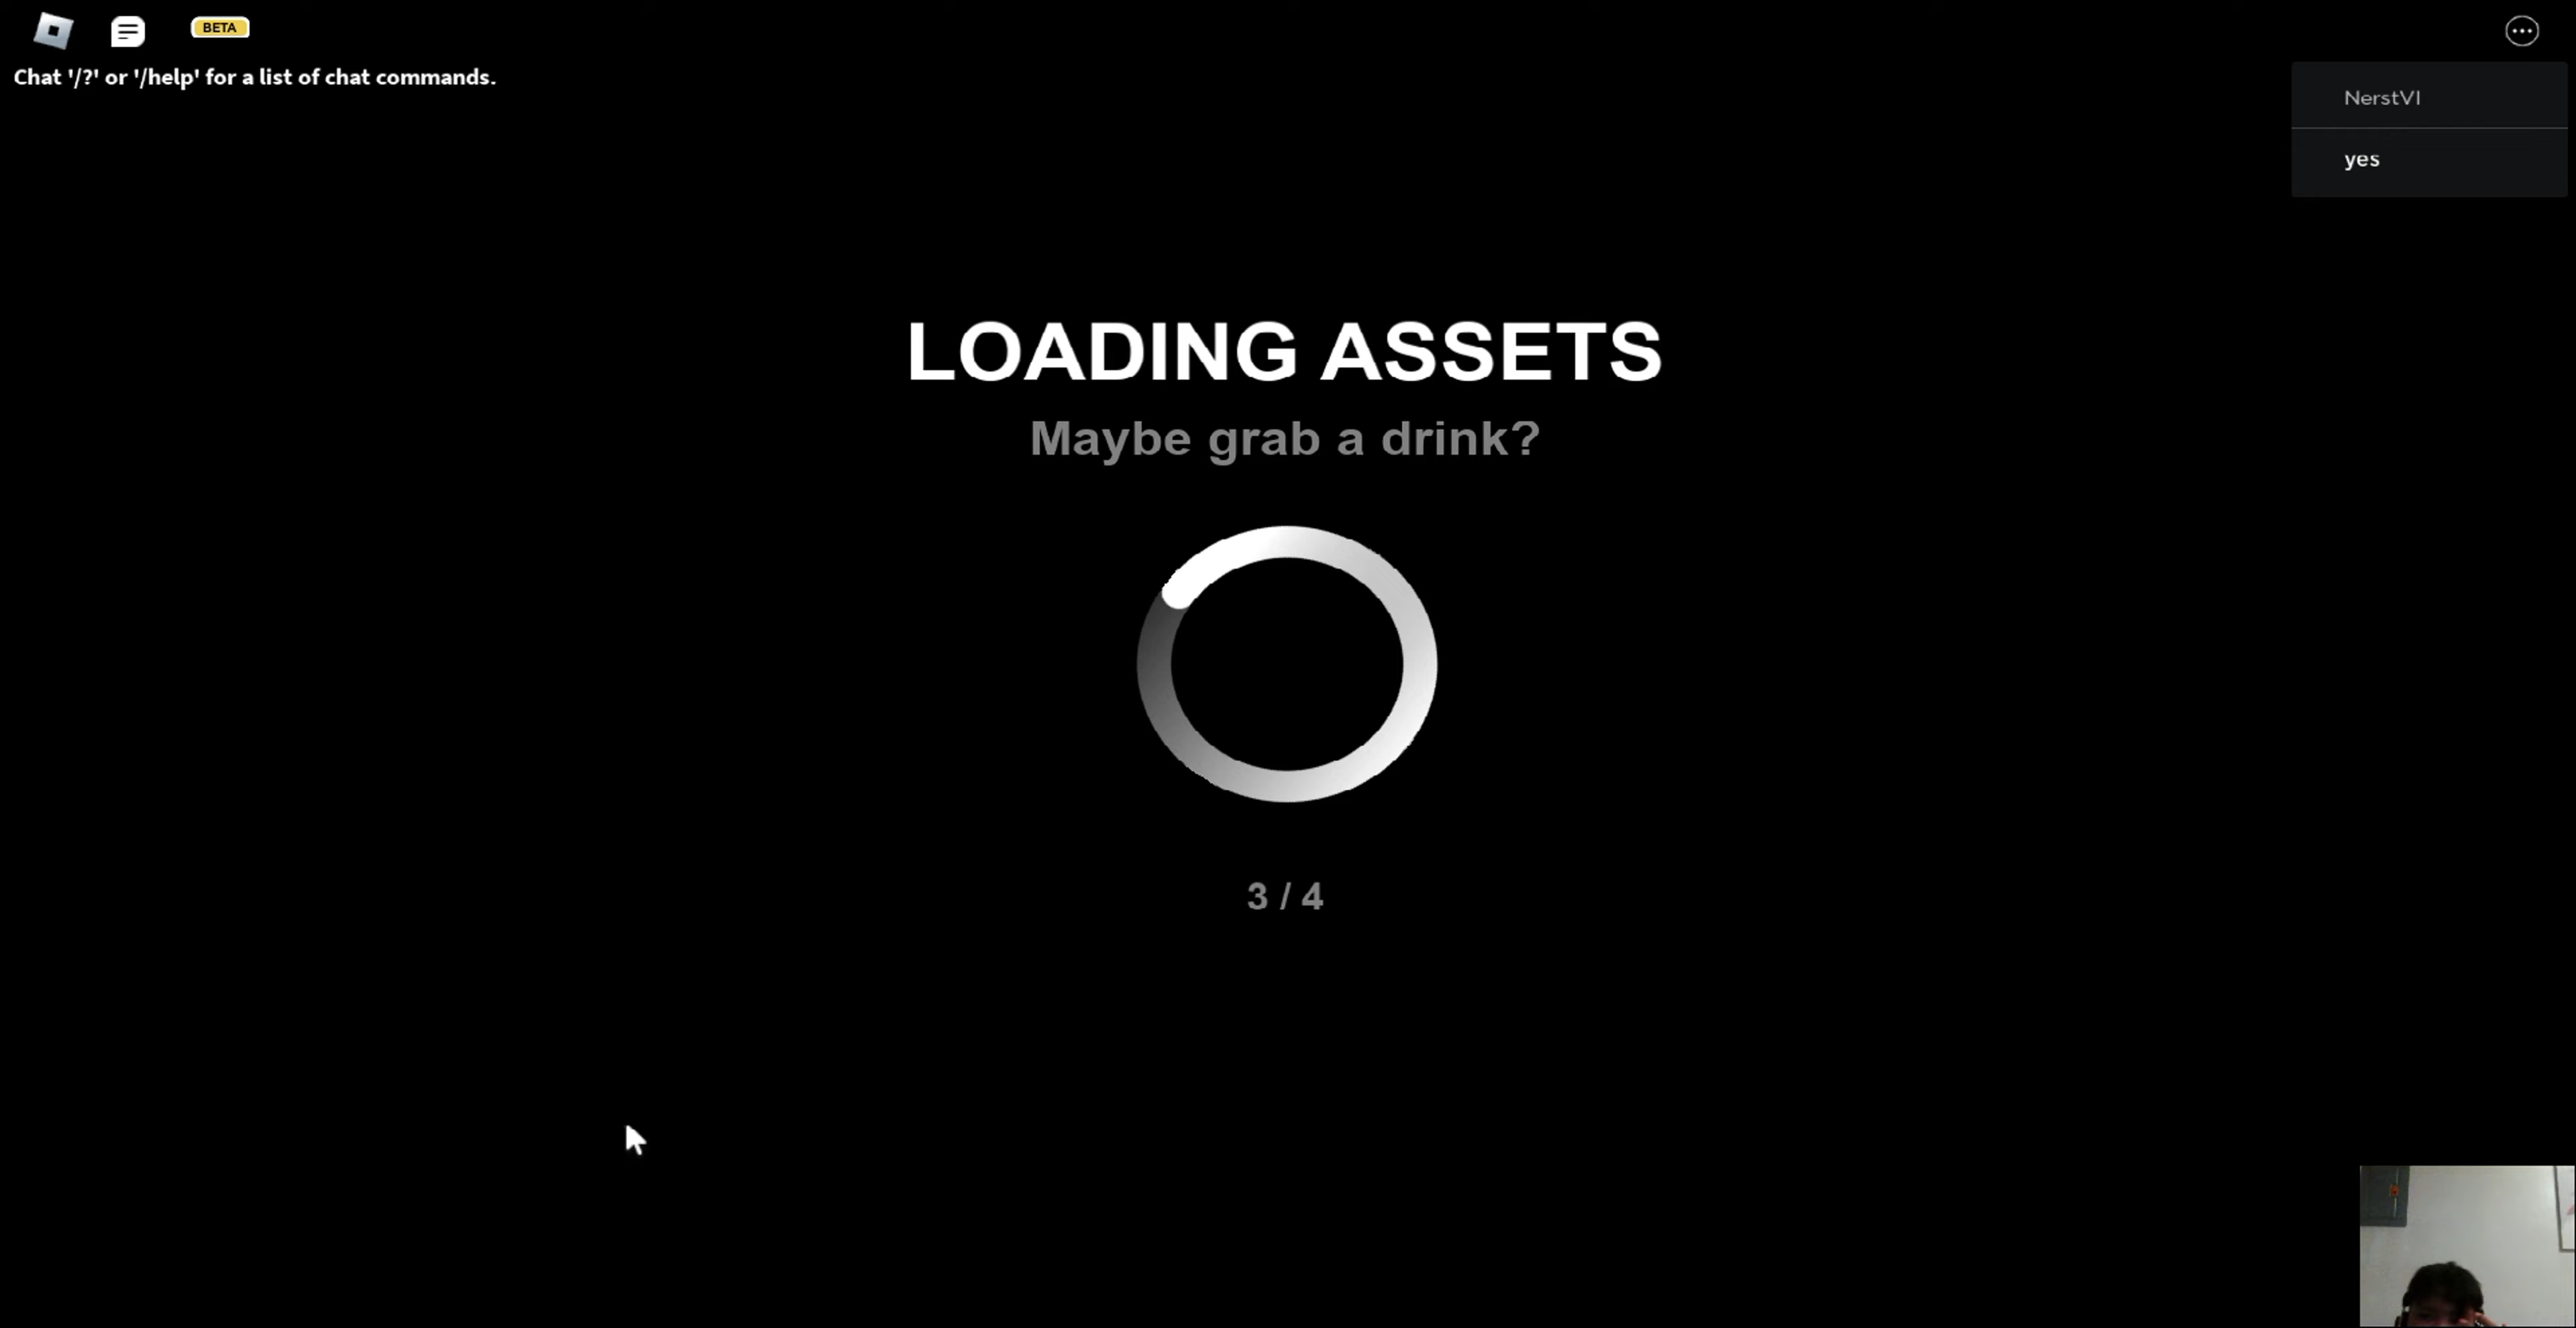 BETA
Chat '/?' or '/help' for a list of chat commands.
NerstVI
yes
LOADING ASSETS
Maybe grab a drink?
3 / 4